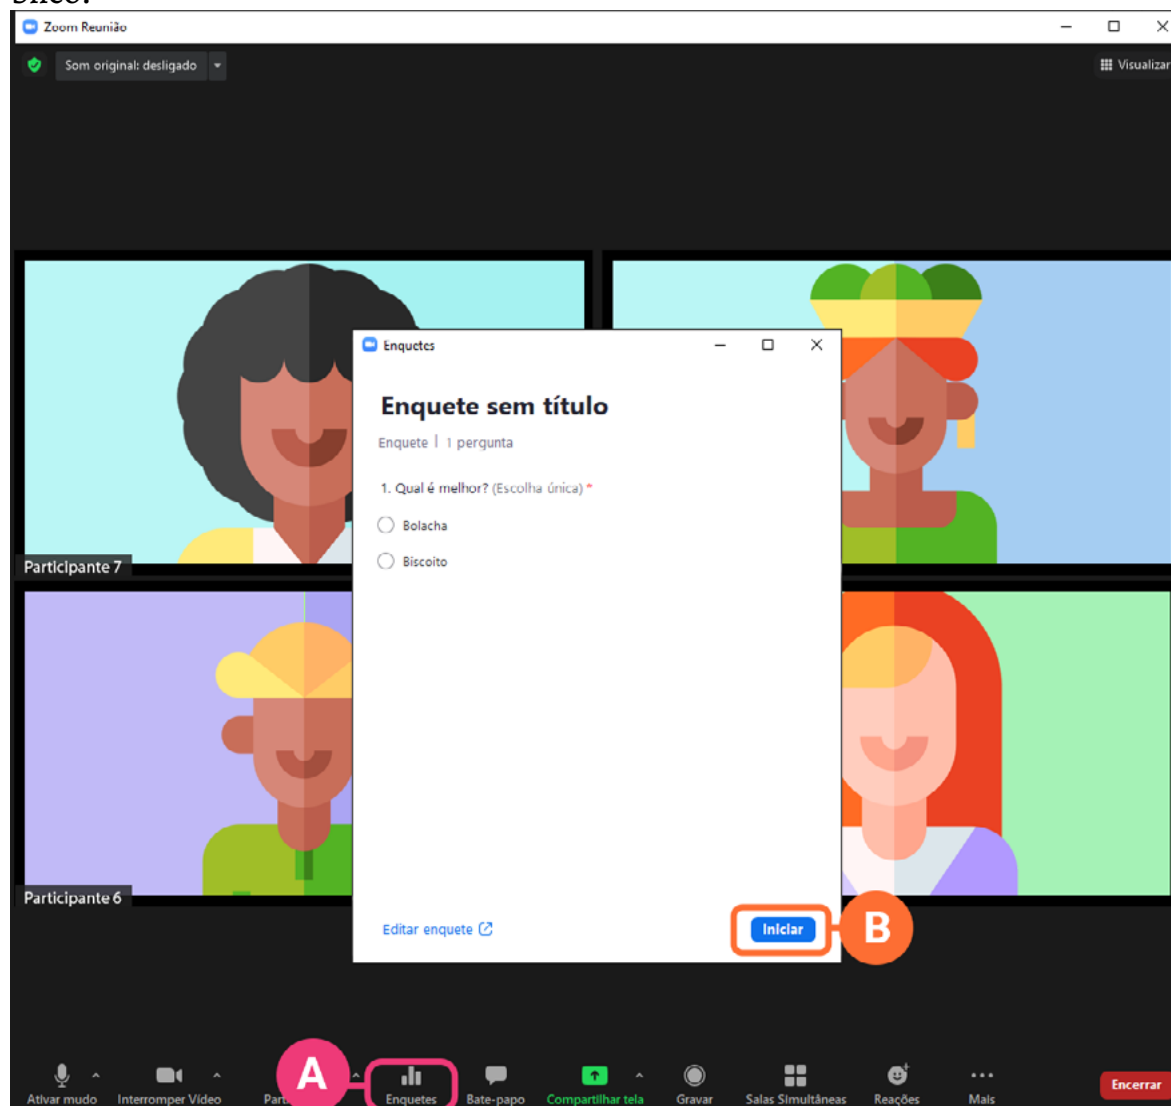 Zoom Reunião
Som original: desligado
Visualizar
Enquetes
Enquete sem título
Enquete | 1 pergunta
1. Qual é melhor? (Escolha única) *
Bolacha
Biscoito
Participante 7
Participante 6
Editar enquete
Iniciar
B
A
Ativar mudo
Interromper Vídeo
Enquetes
Bate-papo
Compartilhar tela
Gravar
Salas Simultâneas
Reações
Mais
Encerrar